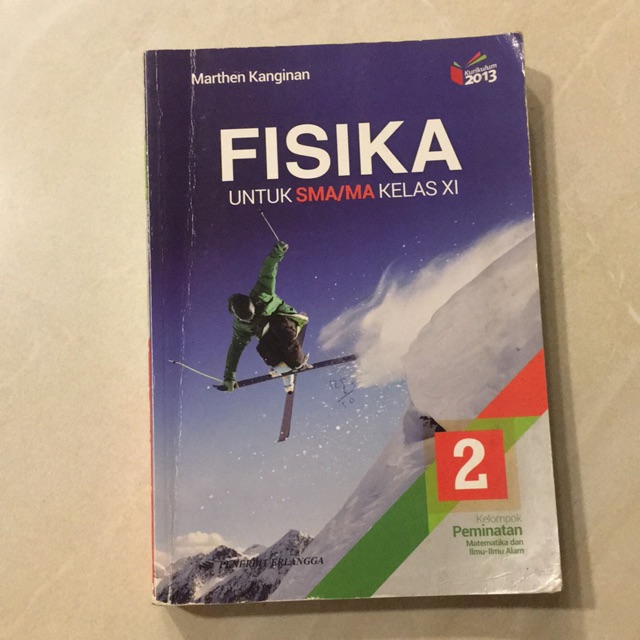 Marthen Kanginan
Kurikulum
2013
FISIKA
UNTUK SMA/MA KELAS XI
2
Kelompok
Peminatan
Matematika dan
Ilmu-Ilmu Alam
PENERBIT ERLANGGA